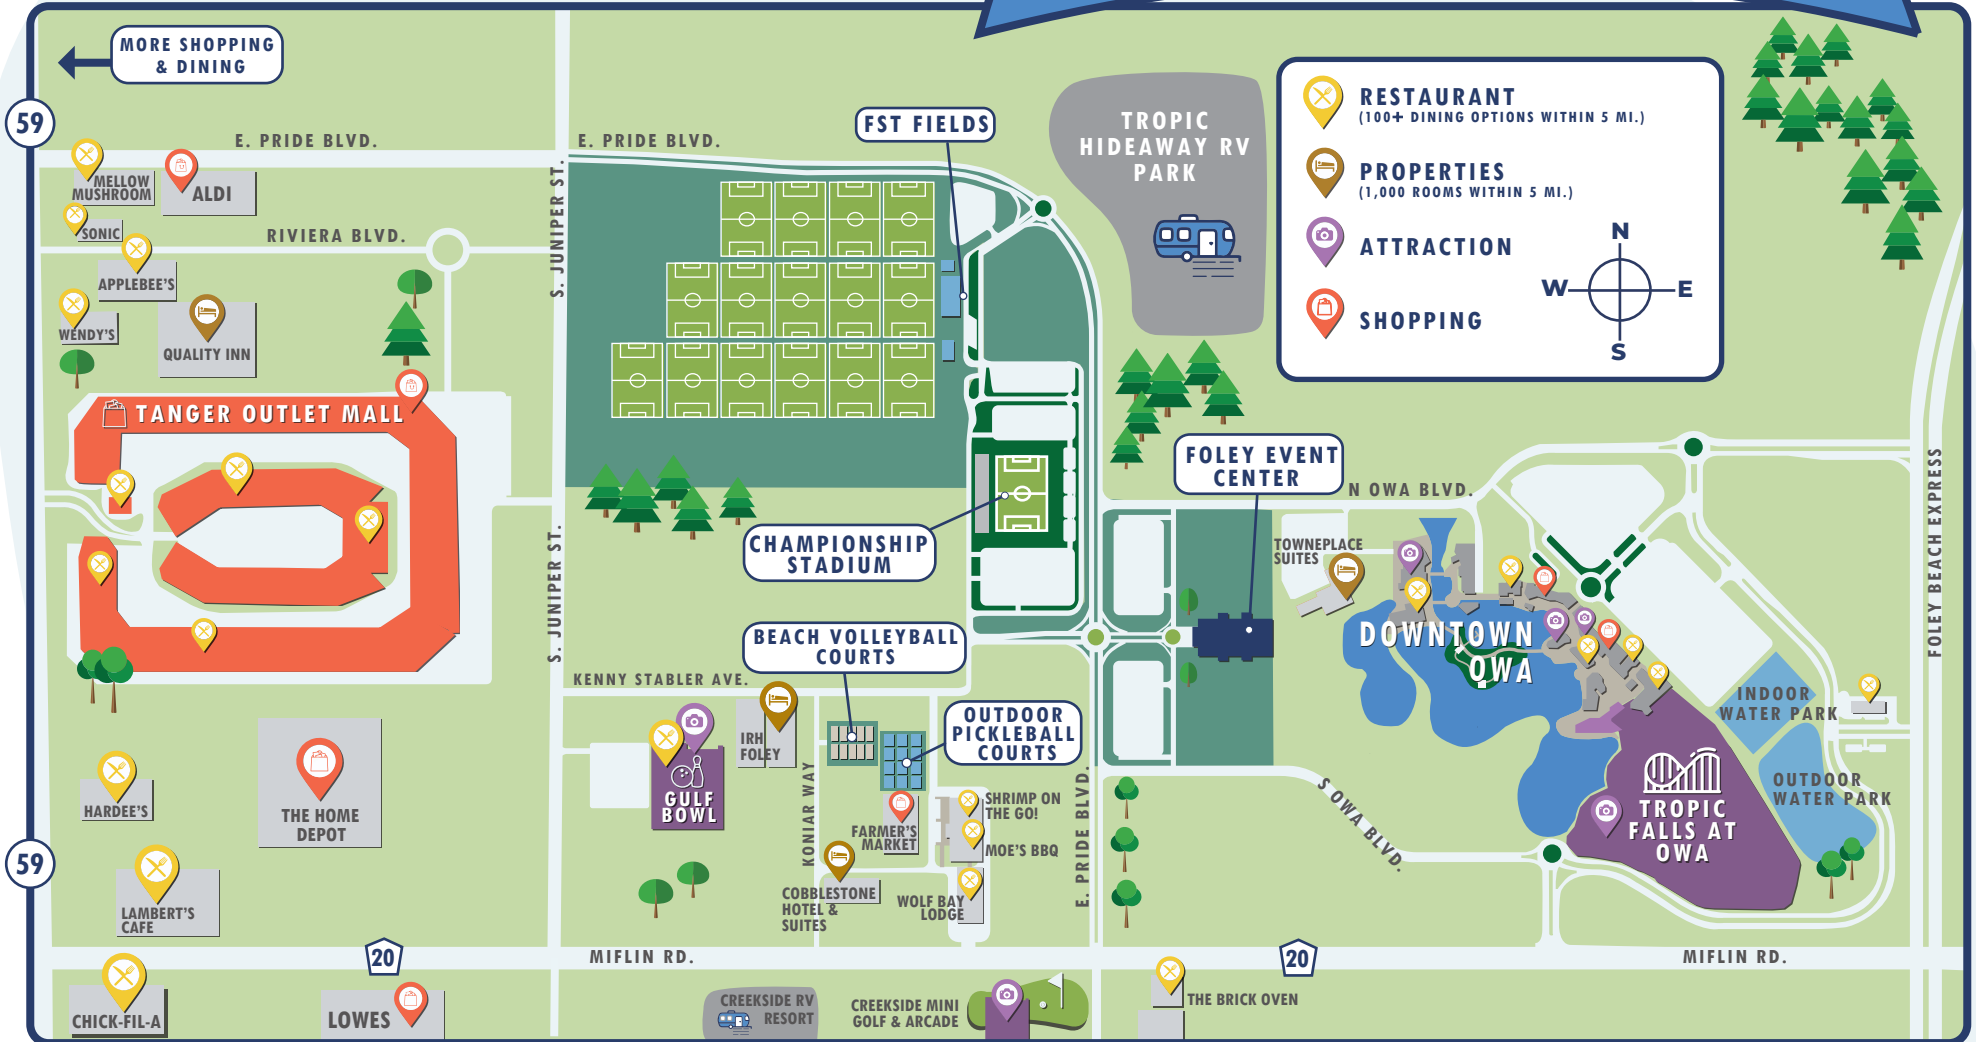 MORE SHOPPING
& DINING
59
E. PRIDE BLVD.
E. PRIDE BLVD.
FST FIELDS
TROPIC
HIDEAWAY RV
PARK
RESTAURANT
(100+ DINING OPTIONS WITHIN 5 MI.)
PROPERTIES
(1,000 ROOMS WITHIN 5 MI.)
ATTRACTION
SHOPPING
N
W
E
S
MELLOW
MUSHROOM
ALDI
SONIC
RIVIERA BLVD.
S. JUNIPER ST.
APPLEBEE'S
WENDY'S
QUALITY INN
TANGER OUTLET MALL
FOLEY EVENT
CENTER
N OWA BLVD.
FOLEY BEACH EXPRESS
CHAMPIONSHIP
STADIUM
TOWNEPLACE
SUITES
S. JUNIPER ST.
BEACH VOLLEYBALL
COURTS
DOWNTOWN
OWA
KENNY STABLER AVE.
INDOOR
WATER PARK
OUTDOOR
PICKLEBALL
COURTS
IRH
FOLEY
GULF
BOWL
KONIAR WAY
E. PRIDE BLVD.
S OWA BLVD.
OUTDOOR
WATER PARK
TROPIC
FALLS AT
OWA
HARDEE'S
THE HOME
DEPOT
SHRIMP ON
THE GO!
FARMER'S
MARKET
MOE'S BBQ
59
COBBLESTONE
HOTEL &
SUITES
WOLF BAY
LODGE
LAMBERT'S
CAFE
20
MIFLIN RD.
20
MIFLIN RD.
CHICK-FIL-A
LOWES
CREEKSIDE RV
RESORT
CREEKSIDE MINI
GOLF & ARCADE
THE BRICK OVEN